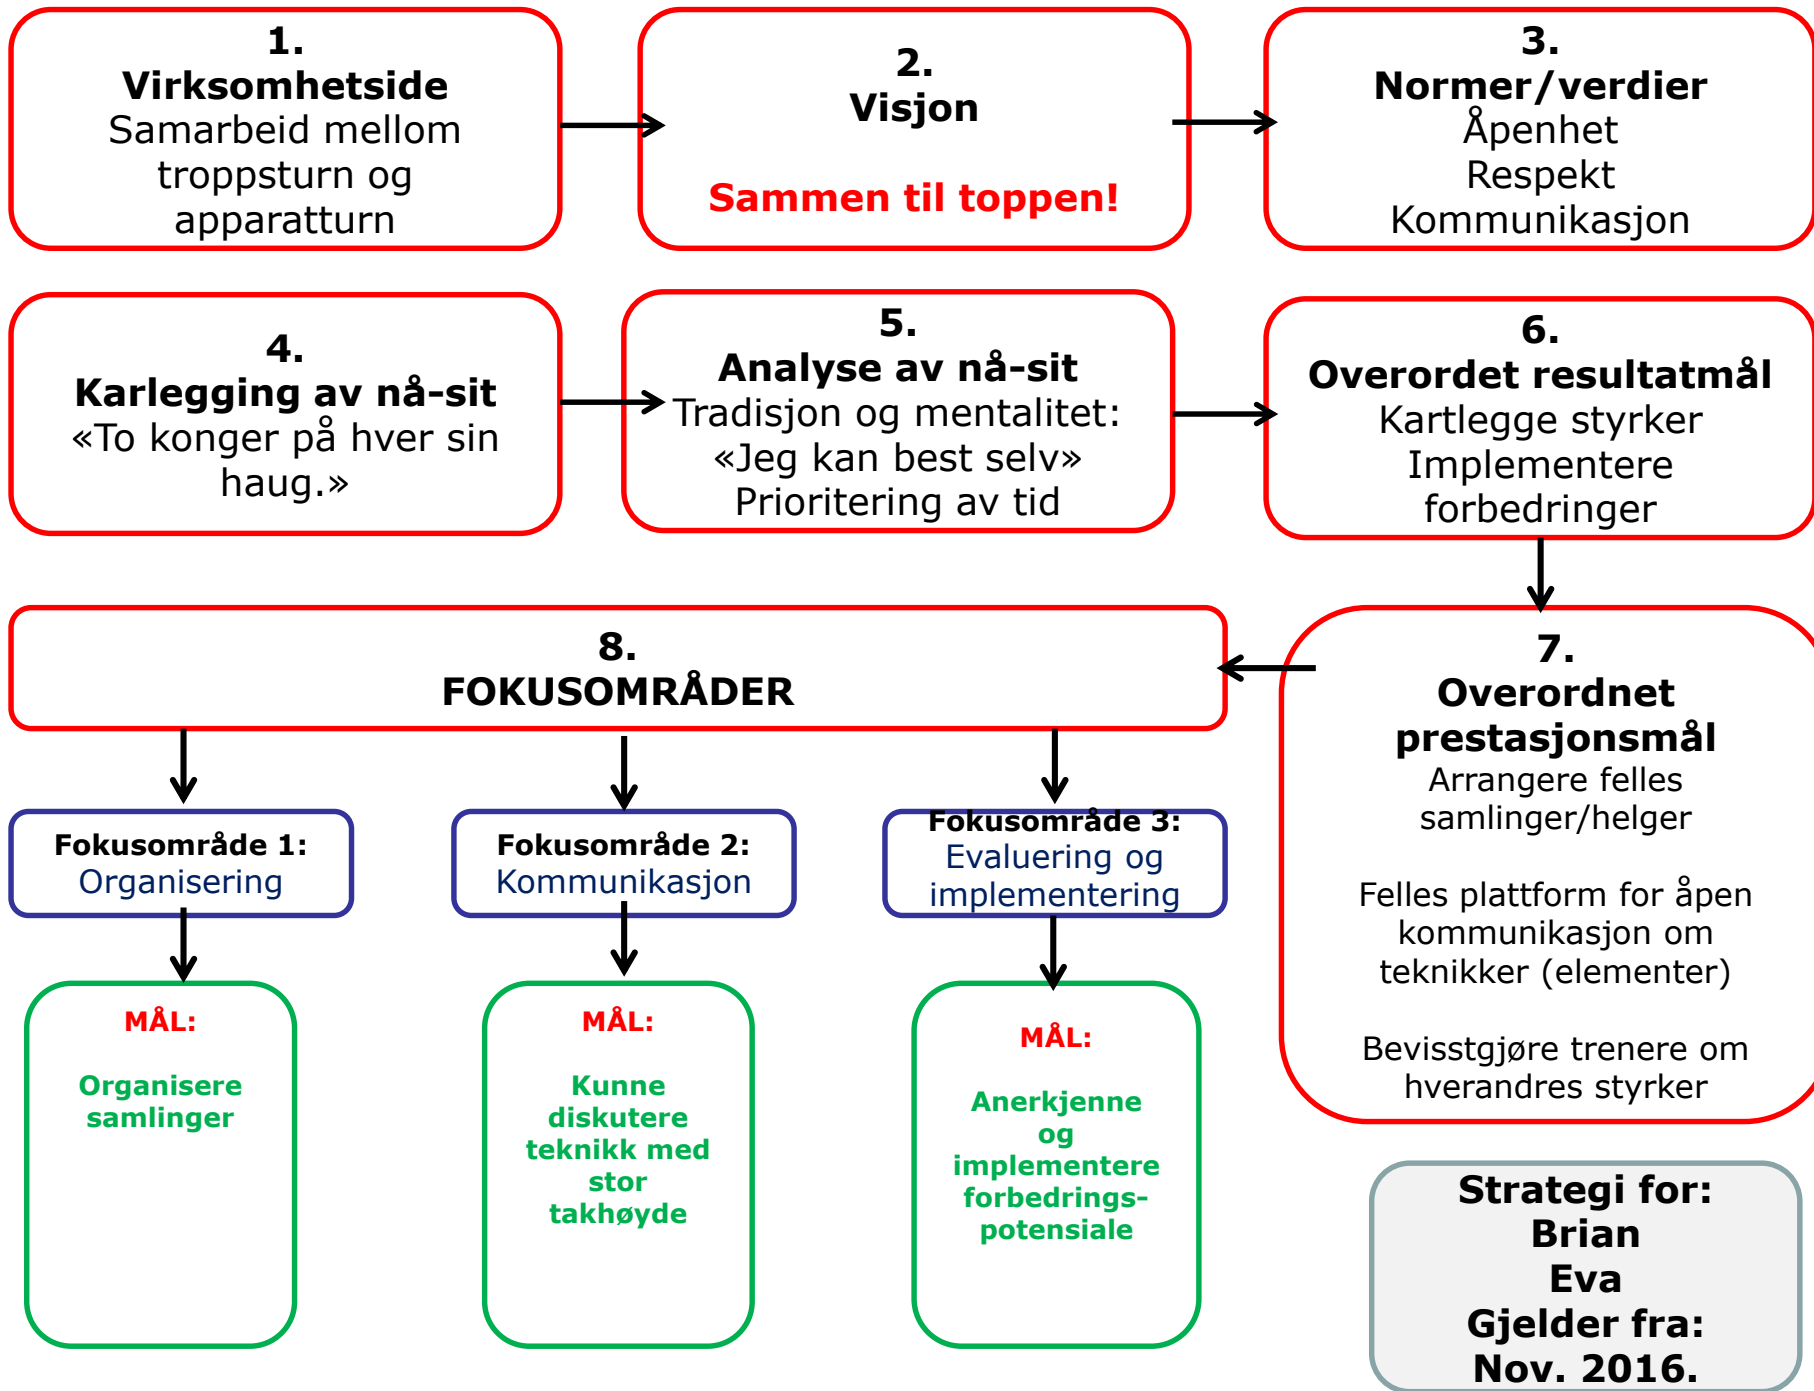 1.
Virksomhetside
Samarbeid mellom
troppsturn og
apparatturn
2.
Visjon
Sammen til toppen!
3.
Normer/verdier
Åpenhet
Respekt
Kommunikasjon
4.
Karlegging av nå-sit
«To konger på hver sin
haug.»
5.
Analyse av nå-sit
Tradisjon og mentalitet:
«Jeg kan best selv»
Prioritering av tid
6.
Overordet resultatmål
Kartlegge styrker
Implementere
forbedringer
7.
Overordnet
prestasjonsmål
Arrangere felles
samlinger/helger
Felles plattform for åpen
kommunikasjon om
teknikker (elementer)
Bevisstgjøre trenere om
hverandres styrker
8.
FOKUSOMRÅDER
Fokusområde 1:
Organisering
Fokusområde 2:
Kommunikasjon
Fokusområde 3:
Evaluering og
implementering
MÅL:
Organisere
samlinger
MÅL:
Kunne
diskutere
teknikk med
stor
takhøyde
MÅL:
Anerkjenne
og
implementere
forbedrings-
potensiale
Strategi for:
Brian
Eva
Gjelder fra:
Nov. 2016.